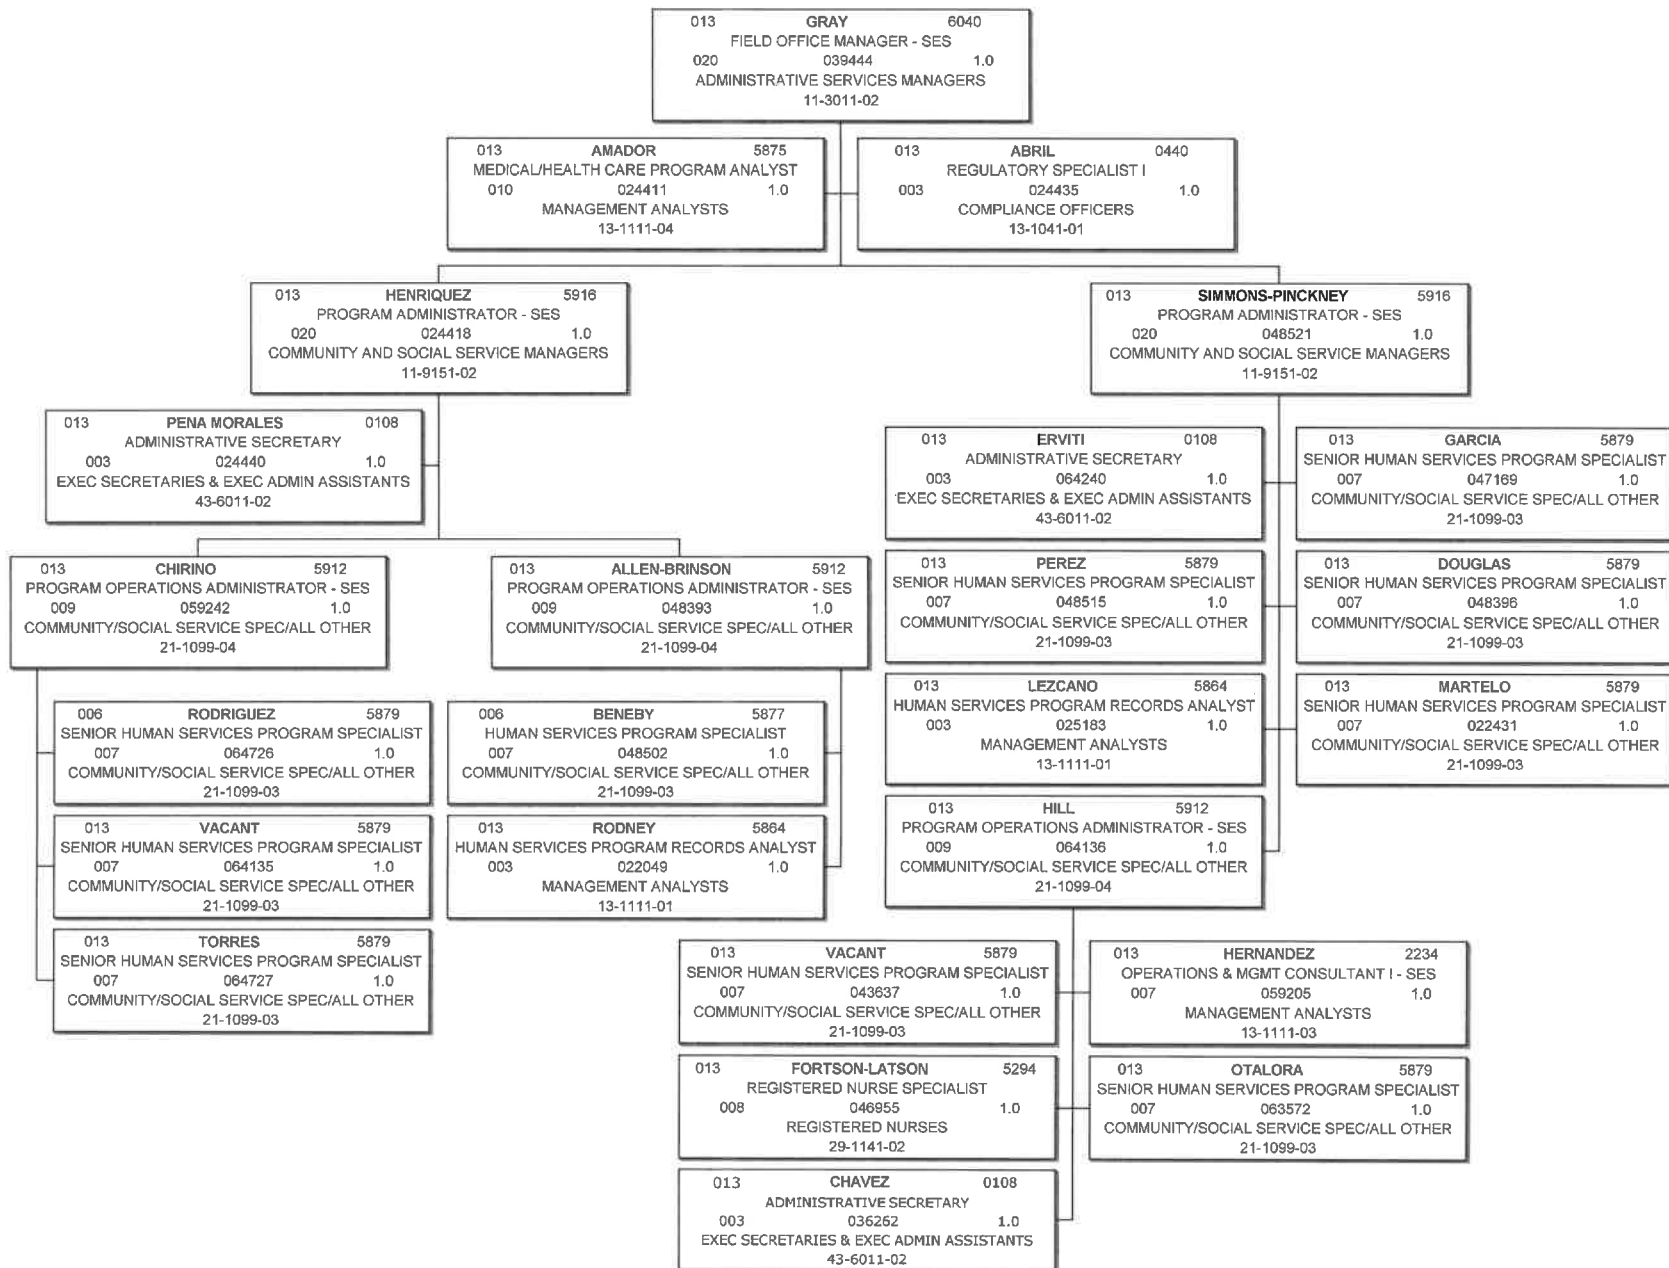 013 GRAY 6040
FIELD OFFICE MANAGER - SES
020 039444 1.0
ADMINISTRATIVE SERVICES MANAGERS
11-3011-02
013 AMADOR 5875
MEDICAL/HEALTH CARE PROGRAM ANALYST
010 024411 1.0
MANAGEMENT ANALYSTS
13-1111-04
013 ABRIL 0440
REGULATORY SPECIALIST I
003 024435 1.0
COMPLIANCE OFFICERS
13-1041-01
013 HENRIQUEZ 5916
PROGRAM ADMINISTRATOR - SES
020 024418 1.0
COMMUNITY AND SOCIAL SERVICE MANAGERS
11-9151-02
013 SIMMONS-PINCKNEY 5916
PROGRAM ADMINISTRATOR - SES
020 048521 1.0
COMMUNITY AND SOCIAL SERVICE MANAGERS
11-9151-02
013 PENA MORALES 0108
ADMINISTRATIVE SECRETARY
003 024440 1.0
EXEC SECRETARIES & EXEC ADMIN ASSISTANTS
43-6011-02
013 CHIRINO 5912
PROGRAM OPERATIONS ADMINISTRATOR - SES
009 059242 1.0
COMMUNITY/SOCIAL SERVICE SPEC/ALL OTHER
21-1099-04
013 ALLEN-BRINSON 5912
PROGRAM OPERATIONS ADMINISTRATOR - SES
009 048393 1.0
COMMUNITY/SOCIAL SERVICE SPEC/ALL OTHER
21-1099-04
006 RODRIGUEZ 5879
SENIOR HUMAN SERVICES PROGRAM SPECIALIST
007 064726 1.0
COMMUNITY/SOCIAL SERVICE SPEC/ALL OTHER
21-1099-03
013 VACANT 5879
SENIOR HUMAN SERVICES PROGRAM SPECIALIST
007 064135 1.0
COMMUNITY/SOCIAL SERVICE SPEC/ALL OTHER
21-1099-03
013 TORRES 5879
SENIOR HUMAN SERVICES PROGRAM SPECIALIST
007 064727 1.0
COMMUNITY/SOCIAL SERVICE SPEC/ALL OTHER
21-1099-03
006 BENEBY 5877
HUMAN SERVICES PROGRAM SPECIALIST
007 048502 1.0
COMMUNITY/SOCIAL SERVICE SPEC/ALL OTHER
21-1099-03
013 RODNEY 5864
HUMAN SERVICES PROGRAM RECORDS ANALYST
003 022049 1.0
MANAGEMENT ANALYSTS
13-1111-01
013 ERVITI 0108
ADMINISTRATIVE SECRETARY
003 064240 1.0
EXEC SECRETARIES & EXEC ADMIN ASSISTANTS
43-6011-02
013 GARCIA 5879
SENIOR HUMAN SERVICES PROGRAM SPECIALIST
007 047169 1.0
COMMUNITY/SOCIAL SERVICE SPEC/ALL OTHER
21-1099-03
013 PEREZ 5879
SENIOR HUMAN SERVICES PROGRAM SPECIALIST
007 048515 1.0
COMMUNITY/SOCIAL SERVICE SPEC/ALL OTHER
21-1099-03
013 DOUGLAS 5879
SENIOR HUMAN SERVICES PROGRAM SPECIALIST
007 048396 1.0
COMMUNITY/SOCIAL SERVICE SPEC/ALL OTHER
21-1099-03
013 LEZCANO 5864
HUMAN SERVICES PROGRAM RECORDS ANALYST
003 025183 1.0
MANAGEMENT ANALYSTS
13-1111-01
013 MARTELO 5879
SENIOR HUMAN SERVICES PROGRAM SPECIALIST
007 022431 1.0
COMMUNITY/SOCIAL SERVICE SPEC/ALL OTHER
21-1099-03
013 HILL 5912
PROGRAM OPERATIONS ADMINISTRATOR - SES
009 064136 1.0
COMMUNITY/SOCIAL SERVICE SPEC/ALL OTHER
21-1099-04
013 VACANT 5879
SENIOR HUMAN SERVICES PROGRAM SPECIALIST
007 043637 1.0
COMMUNITY/SOCIAL SERVICE SPEC/ALL OTHER
21-1099-03
013 HERNANDEZ 2234
OPERATIONS & MGMT CONSULTANT I - SES
007 059205 1.0
MANAGEMENT ANALYSTS
13-1111-03
013 FORTSON-LATSON 5294
REGISTERED NURSE SPECIALIST
008 046955 1.0
REGISTERED NURSES
29-1141-02
013 OTALORA 5879
SENIOR HUMAN SERVICES PROGRAM SPECIALIST
007 063572 1.0
COMMUNITY/SOCIAL SERVICE SPEC/ALL OTHER
21-1099-03
013 CHAVEZ 0108
ADMINISTRATIVE SECRETARY
003 036262 1.0
EXEC SECRETARIES & EXEC ADMIN ASSISTANTS
43-6011-02